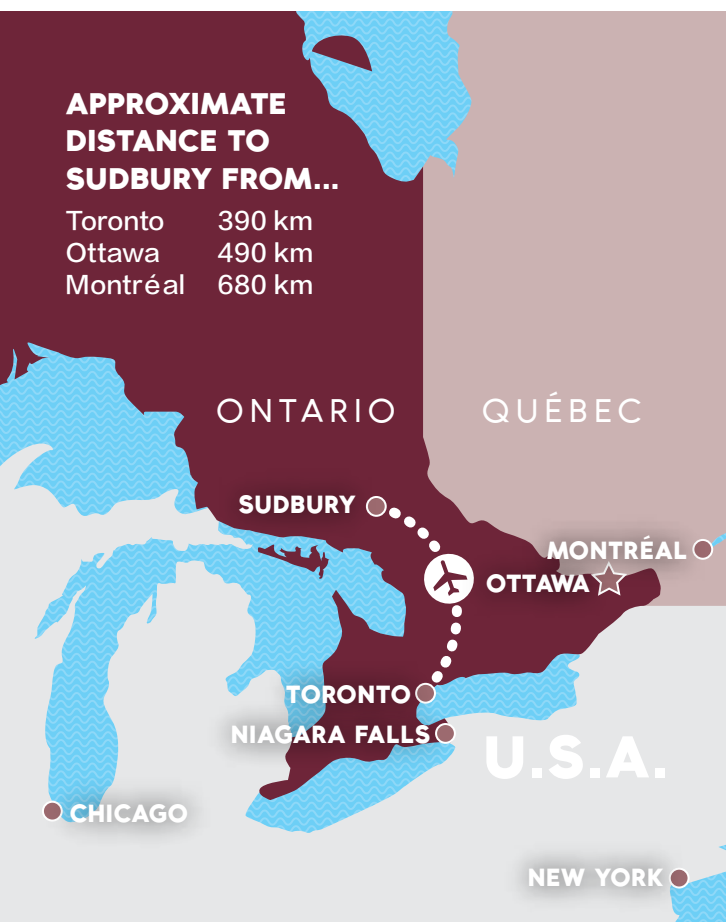 APPROXIMATE
DISTANCE TO
SUDBURY FROM...
Toronto 390 km
Ottawa 490 km
Montréal 680 km
ONTARIO
QUÉBEC
SUDBURY
MONTRÉAL
OTTAWA
TORONTO
NIAGARA FALLS
U.S.A.
CHICAGO
NEW YORK